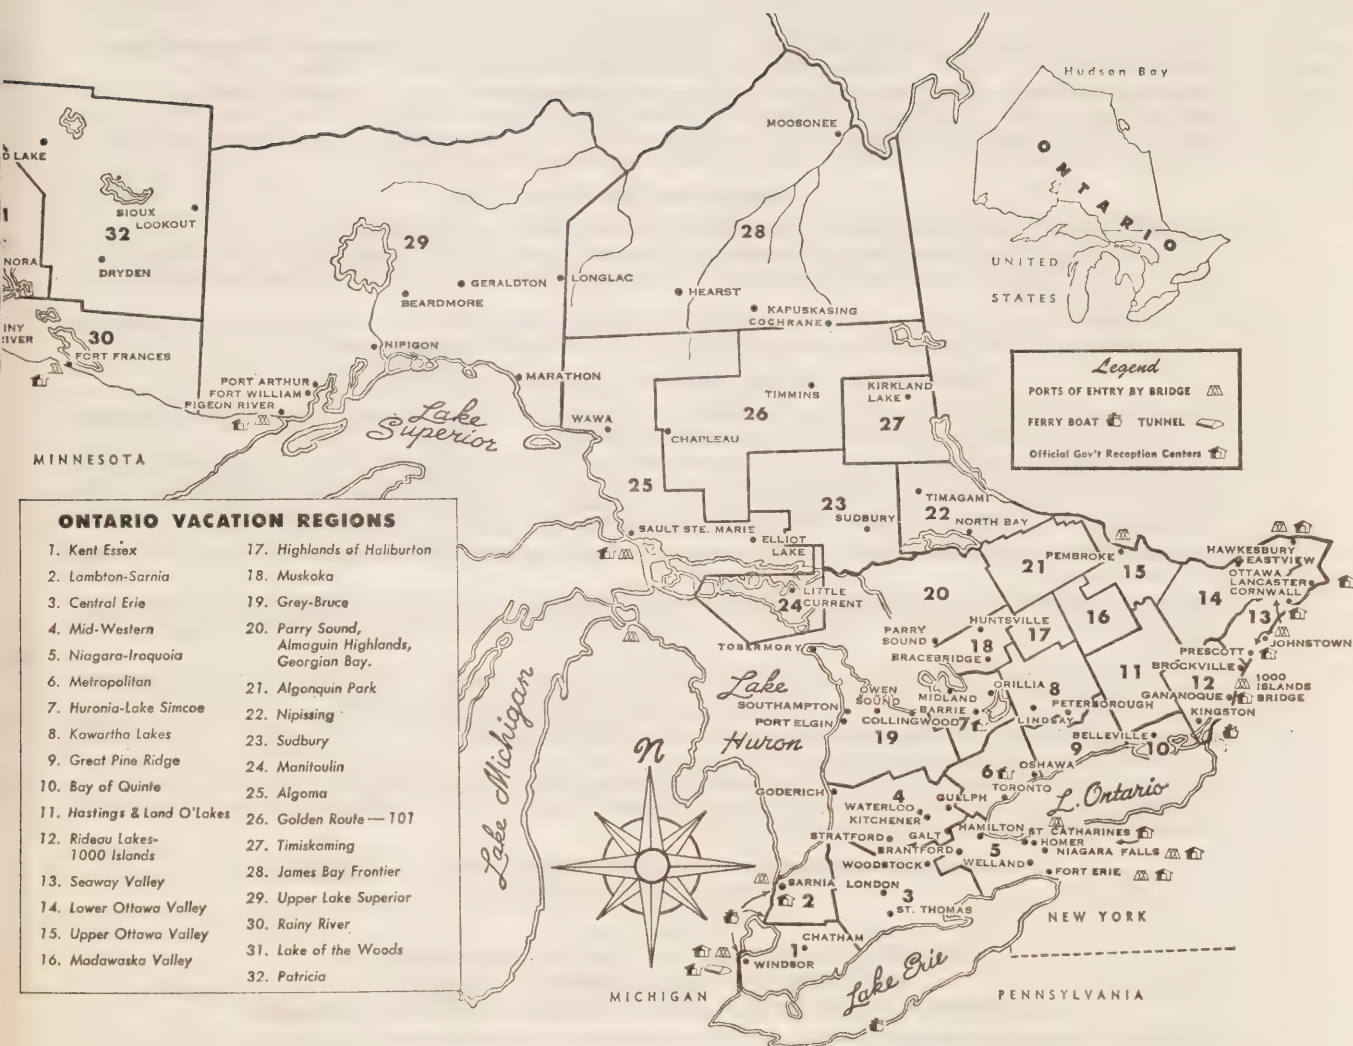 Hudson Bay
ONTARIO
UNITED
STATES
Legend
PORTS OF ENTRY BY BRIDGE
FERRY BOAT TUNNEL
Official Gov't Reception Centers
MOOSONEE
D LAKE
SIOUX
LOOKOUT
32
DRYDEN
1
NORA
29
28
GERALDTON
LONGLAC
BEARDMORE
HEARST
KAPUSKASING
COCHRANE
INY
RIVER
30
FORT FRANCES
NIPIGON
PORT ARTHUR
FORT WILLIAM
PIGEON RIVER
MARATHON
Lake
Superior
WAWA
TIMMINS
26
CHAPLEAU
KIRKLAND
LAKE
27
MINNESOTA
25
23
SUDBURY
TIMAGAMI
22
NORTH BAY
SAULT STE. MARIE
ELLIOT
LAKE
24
LITTLE
CURRENT
TOBERMORY
21
PEMBROKE
15
HAWKESBURY
EASTVIEW
OTTAWA
LANCASTER
CORNWALL
14
13
JOHNSTOWN
PRESCOTT
BROCKVILLE
12
1000
ISLANDS
BRIDGE
GANANOQUE
KINGSTON
20
16
HUNTSVILLE
17
PARRY
SOUND
18
BRACEBRIDGE
11
Lake
Huron
OWEN
SOUND
SOUTHAMPTON
PORT ELGIN
COLLINGWOOD
MIDLAND
BARRIE
7
ORILLIA
8
PETERBOROUGH
LINDSAY
BELLEVILLE
9
10
19
6
OSHAWA
TORONTO
L. Ontario
GODERICH
4
GUELPH
WATERLOO
KITCHENER
STRATFORD
GALT
HAMILTON
ST CATHARINES
HOMER
5
NIAGARA FALLS
BRANTFORD
WOODSTOCK
WELLAND
FORT ERIE
SARNIA
2
LONDON
3
ST. THOMAS
NEW YORK
CHATHAM
1
WINDSOR
Lake Erie
MICHIGAN
PENNSYLVANIA
Lake Michigan
N
ONTARIO VACATION REGIONS
1. Kent Essex
2. Lambton-Sarnia
3. Central Erie
4. Mid-Western
5. Niagara-Iroquoia
6. Metropolitan
7. Huronia-Lake Simcoe
8. Kawartha Lakes
9. Great Pine Ridge
10. Bay of Quinte
11. Hastings & Land O'Lakes
12. Rideau Lakes-
1000 Islands
13. Seaway Valley
14. Lower Ottawa Valley
15. Upper Ottawa Valley
16. Madawaska Valley
17. Highlands of Haliburton
18. Muskoka
19. Grey-Bruce
20. Parry Sound,
Almaguin Highlands,
Georgian Bay.
21. Algonquin Park
22. Nipissing
23. Sudbury
24. Manitoulin
25. Algoma
26. Golden Route—101
27. Timiskaming
28. James Bay Frontier
29. Upper Lake Superior
30. Rainy River
31. Lake of the Woods
32. Patricia